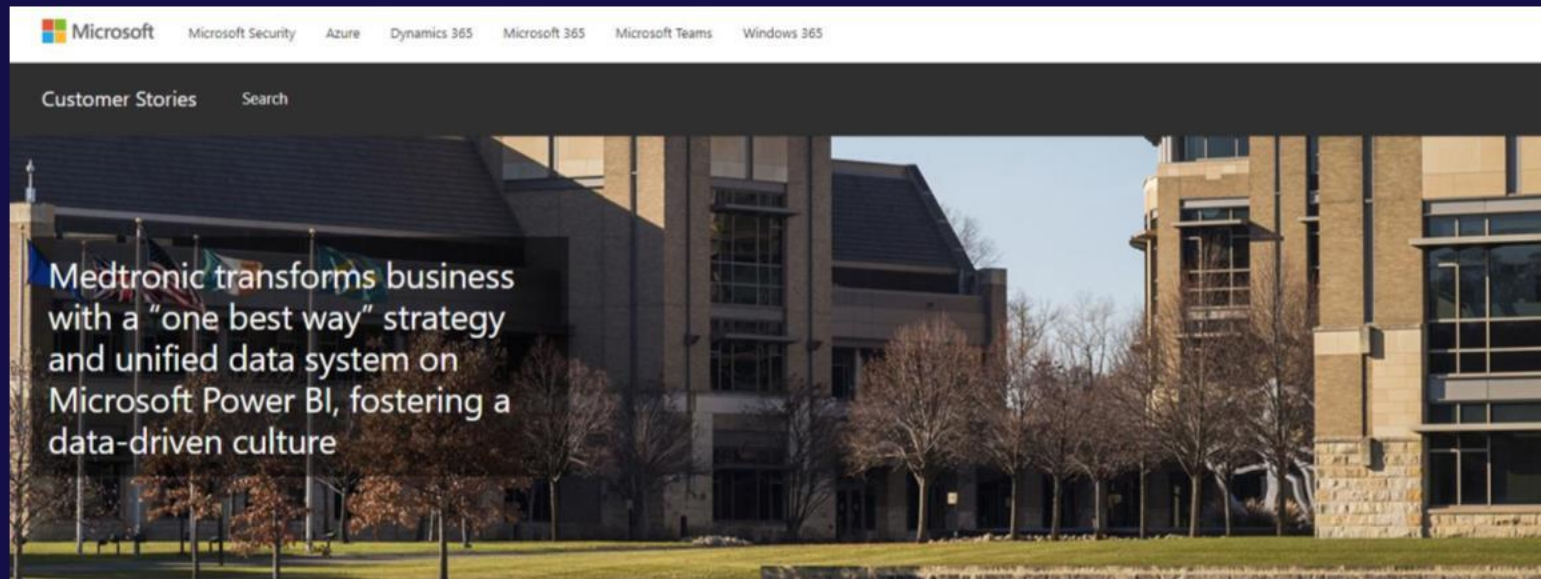 Microsoft Microsoft Security Azure Dynamics 365 Microsoft 365 Microsoft Teams Windows 365
Customer Stories Search
Medtronic transforms business
with a “one best way” strategy
and unified data system on
Microsoft Power BI, fostering a
data-driven culture